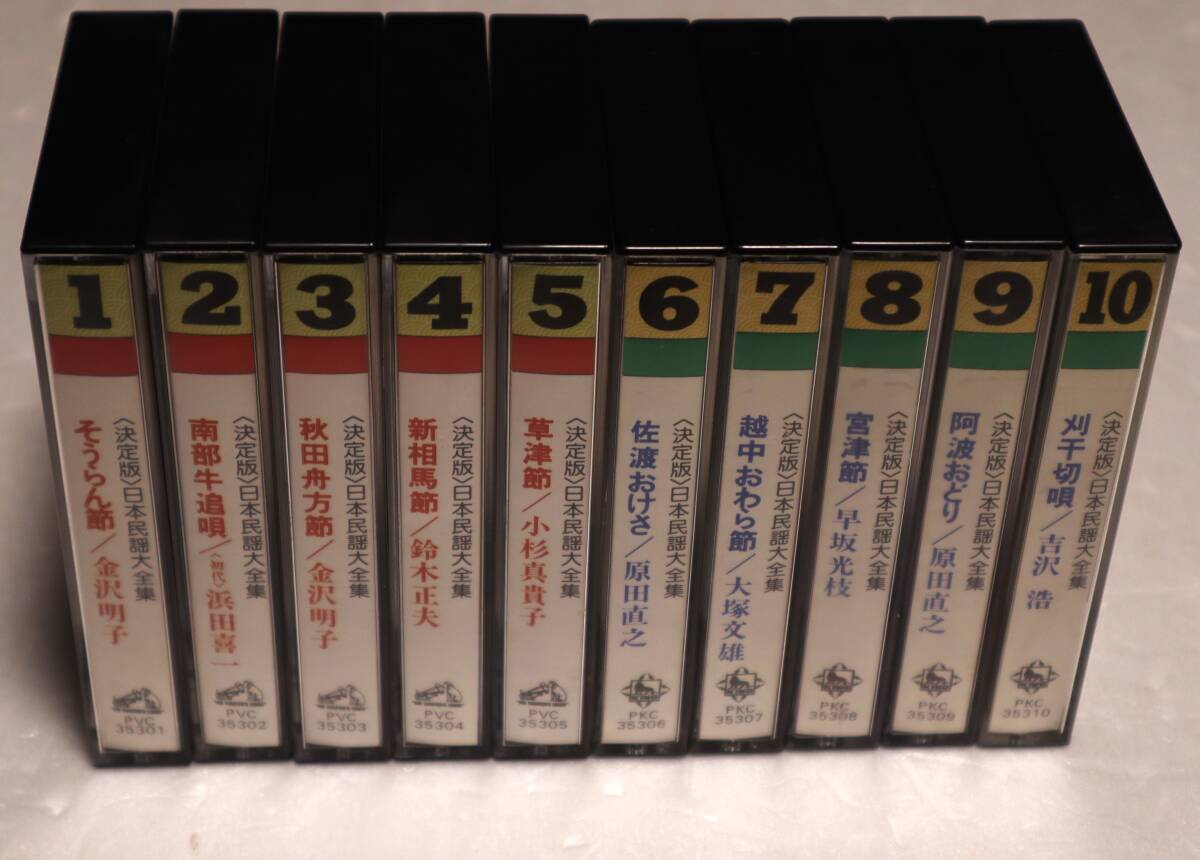 1
〈決定版〉日本民謡大全集
そうらん節/金沢明子
PVC
35301
2
〈決定版〉日本民謡大全集
南部牛追唄/〈初代〉浜田喜一
PVC
35302
3
〈決定版〉日本民謡大全集
秋田舟方節/金沢明子
PVC
35303
4
〈決定版〉日本民謡大全集
新相馬節/鈴木正夫
PVC
35304
5
〈決定版〉日本民謡大全集
草津節/小杉真貴子
PVC
35305
6
〈決定版〉日本民謡大全集
佐渡おけさ/原田直之
PKC
35306
7
〈決定版〉日本民謡大全集
越中おわら節/大塚文雄
PKC
35307
8
〈決定版〉日本民謡大全集
宮津節/早坂光枝
PKC
35308
9
〈決定版〉日本民謡大全集
阿波おどり/原田直之
PKC
35309
10
〈決定版〉日本民謡大全集
刈干切唄/吉沢 浩
PKC
35310